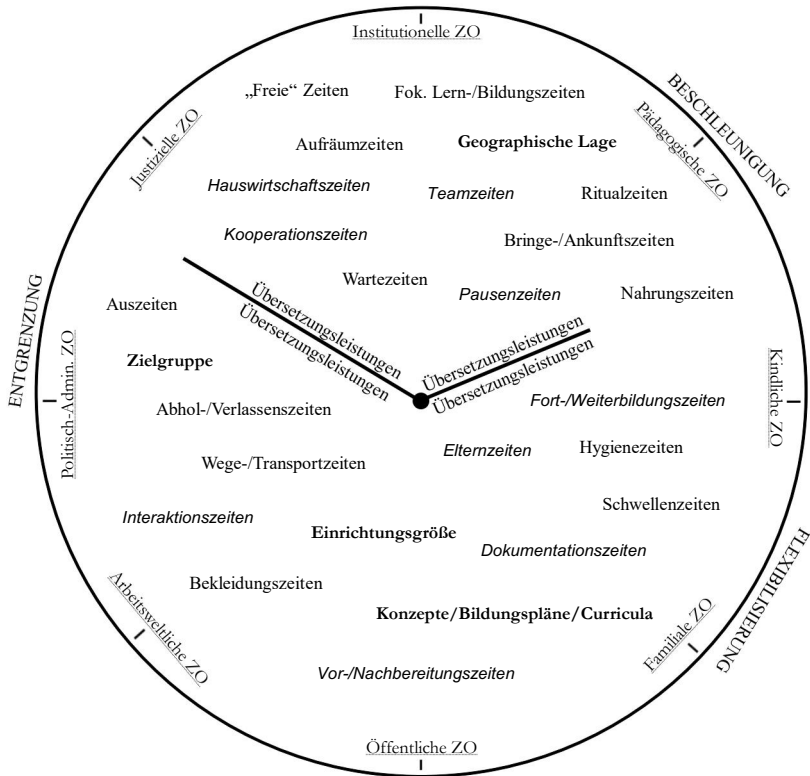 Institutionelle ZO
„Freie“ Zeiten
Fok. Lern-/Bildungszeiten
BESCHLEUNIGUNG
Justizielle ZO
Aufräumzeiten
Geographische Lage
Pädagogische ZO
Hauswirtschaftszeiten
Teamzeiten
Ritualzeiten
Kooperationszeiten
Bringe-/Ankunftszeiten
Wartezeiten
Pausenzeiten
Nahrungszeiten
ENTGRENZUNG
Auszeiten
Übersetzungsleistungen
Übersetzungsleistungen
Übersetzungsleistungen
Übersetzungsleistungen
Zielgruppe
Politisch-Admin. ZO
Kindliche ZO
Abhol-/Verlassenszeiten
Fort-/Weiterbildungszeiten
Elternzeiten
Hygienezeiten
Wege-/Transportzeiten
Schwellenzeiten
Interaktionszeiten
Einrichtungsgröße
Dokumentationszeiten
FLEXIBILISIERUNG
Bekleidungszeiten
Arbeitsweltliche ZO
Konzepte/Bildungspläne/Curricula
Familiale ZO
Vor-/Nachbereitungszeiten
Öffentliche ZO